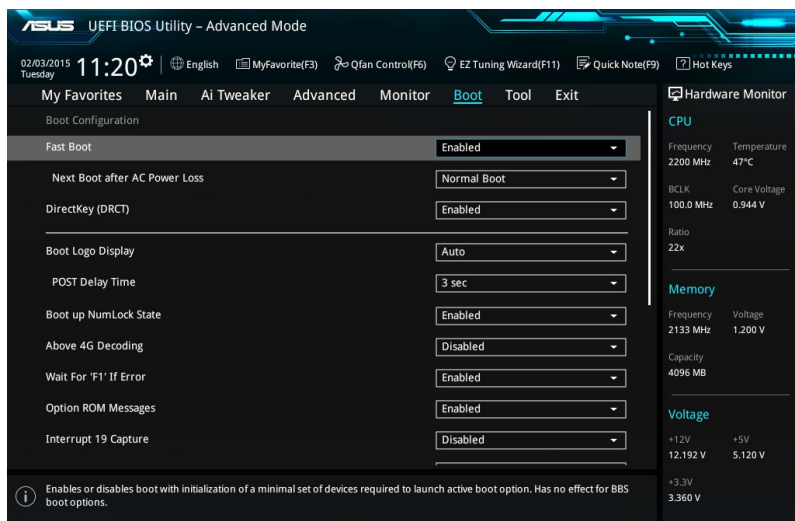 ASUS UEFI BIOS Utility – Advanced Mode
02/03/2015 Tuesday 11:20 English MyFavorite(F3) Qfan Control(F6) EZ Tuning Wizard(F11) Quick Note(F9) ? Hot Keys
My Favorites Main Ai Tweaker Advanced Monitor Boot Tool Exit
Boot Configuration
Fast Boot Enabled
Next Boot after AC Power Loss Normal Boot
DirectKey (DRCT) Enabled
Boot Logo Display Auto
POST Delay Time 3 sec
Boot up NumLock State Enabled
Above 4G Decoding Disabled
Wait For 'F1' If Error Enabled
Option ROM Messages Enabled
Interrupt 19 Capture Disabled
i Enables or disables boot with initialization of a minimal set of devices required to launch active boot option. Has no effect for BBS
boot options.
Hardware Monitor
CPU
Frequency Temperature
2200 MHz 47°C
BCLK Core Voltage
100.0 MHz 0.944 V
Ratio
22x
Memory
Frequency Voltage
2133 MHz 1.200 V
Capacity
4096 MB
Voltage
+12V +5V
12.192 V 5.120 V
+3.3V
3.360 V